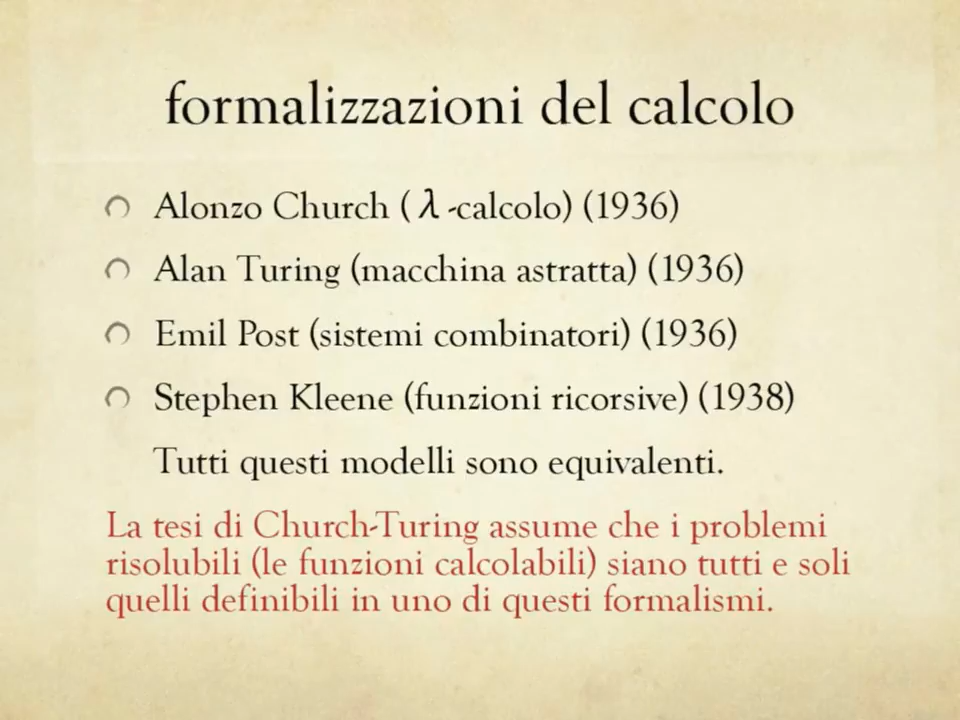 formalizzazioni del calcolo
Alonzo Church ( λ -calcolo) (1936)
Alan Turing (macchina astratta) (1936)
Emil Post (sistemi combinatori) (1936)
Stephen Kleene (funzioni ricorsive) (1938)
Tutti questi modelli sono equivalenti.
La tesi di Church-Turing assume che i problemi
risolubili (le funzioni calcolabili) siano tutti e soli
quelli definibili in uno di questi formalismi.